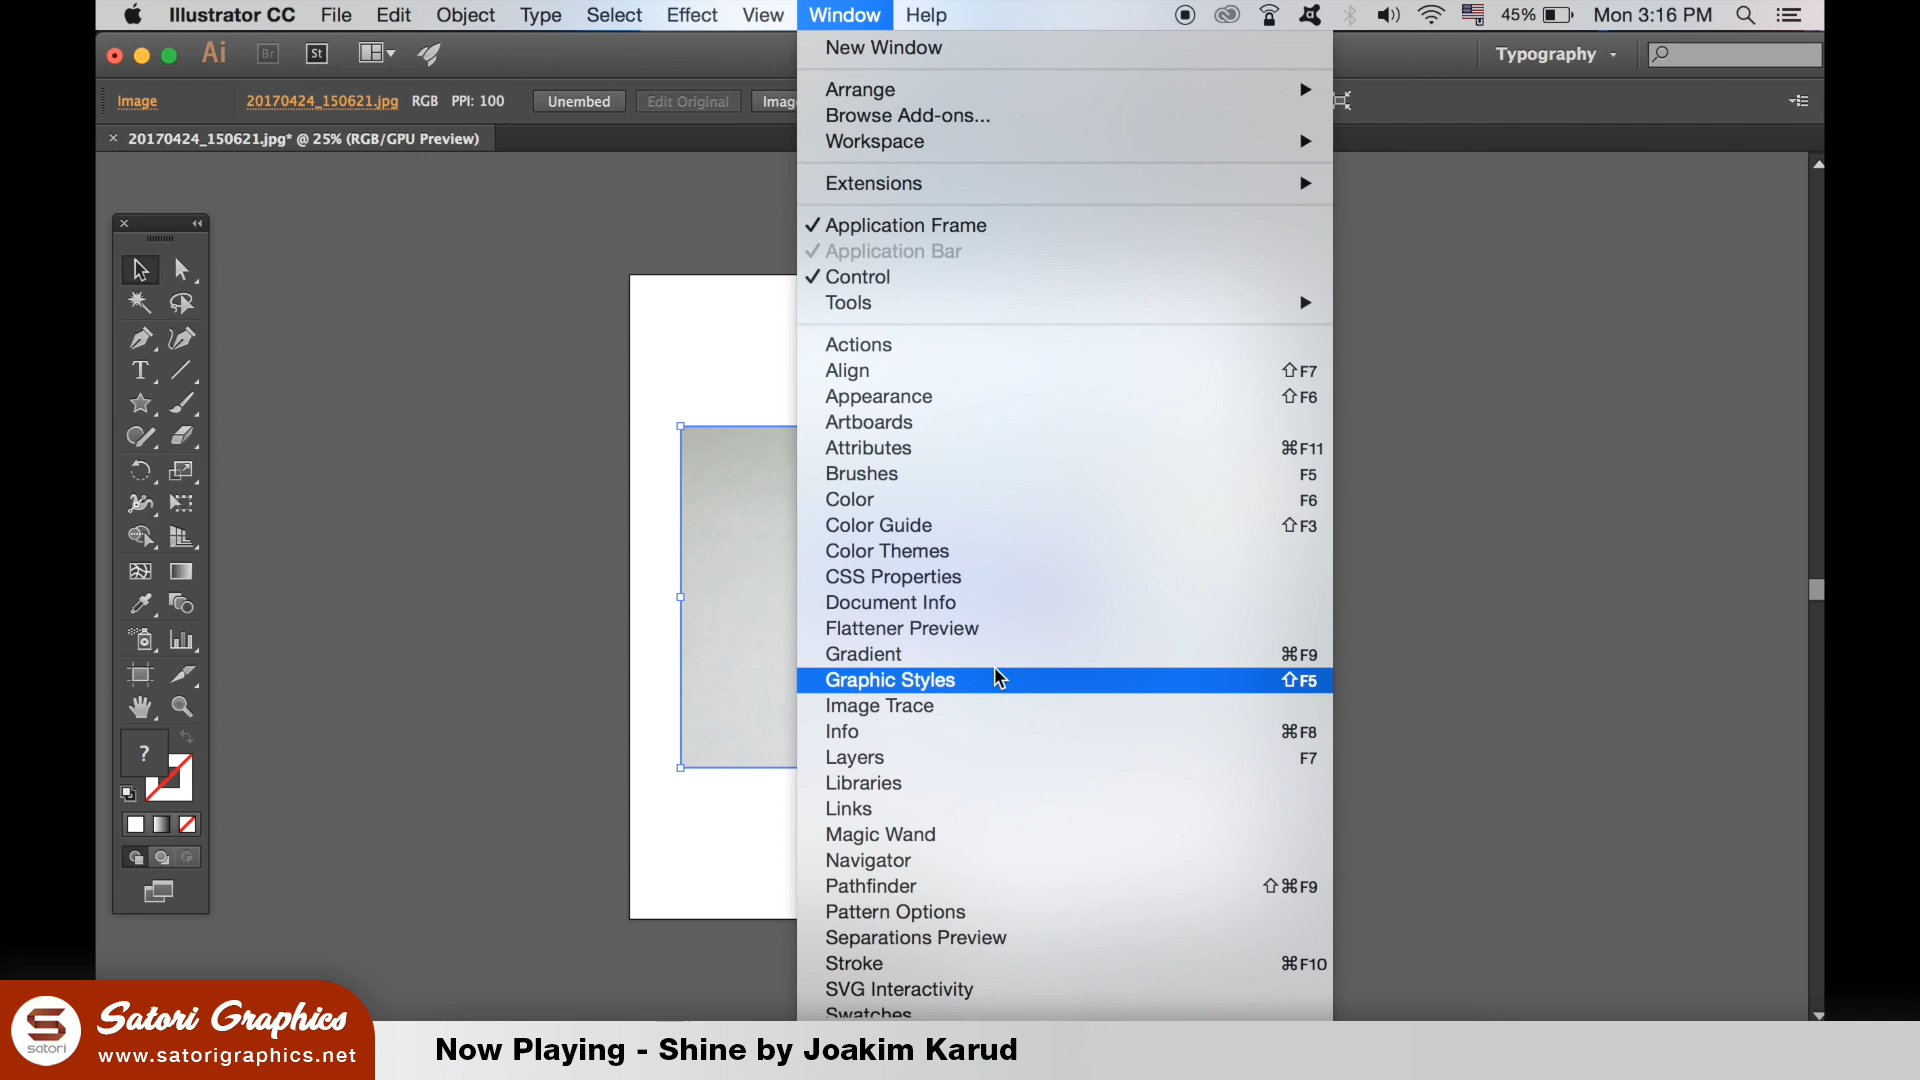 Illustrator CC File Edit Object Type Select Effect View Window Help 45% Mon 3:16 PM
Ai Br St Typography
Image 20170424_150621.jpg RGB PPI: 100 Unembed Edit Original Imag
× 20170424_150621.jpg* @ 25% (RGB/GPU Preview)
New Window
Arrange
Browse Add-ons...
Workspace
Extensions
✓ Application Frame
✓ Application Bar
✓ Control
Tools
Actions
Align ⇧F7
Appearance ⇧F6
Artboards
Attributes ⌘F11
Brushes F5
Color F6
Color Guide ⇧F3
Color Themes
CSS Properties
Document Info
Flattener Preview
Gradient ⌘F9
Graphic Styles ⇧F5
Image Trace
Info ⌘F8
Layers F7
Libraries
Links
Magic Wand
Navigator
Pathfinder ⇧⌘F9
Pattern Options
Separations Preview
Stroke ⌘F10
SVG Interactivity
Swatches
T
?
satori
Satori Graphics
www.satorigraphics.net
Now Playing - Shine by Joakim Karud